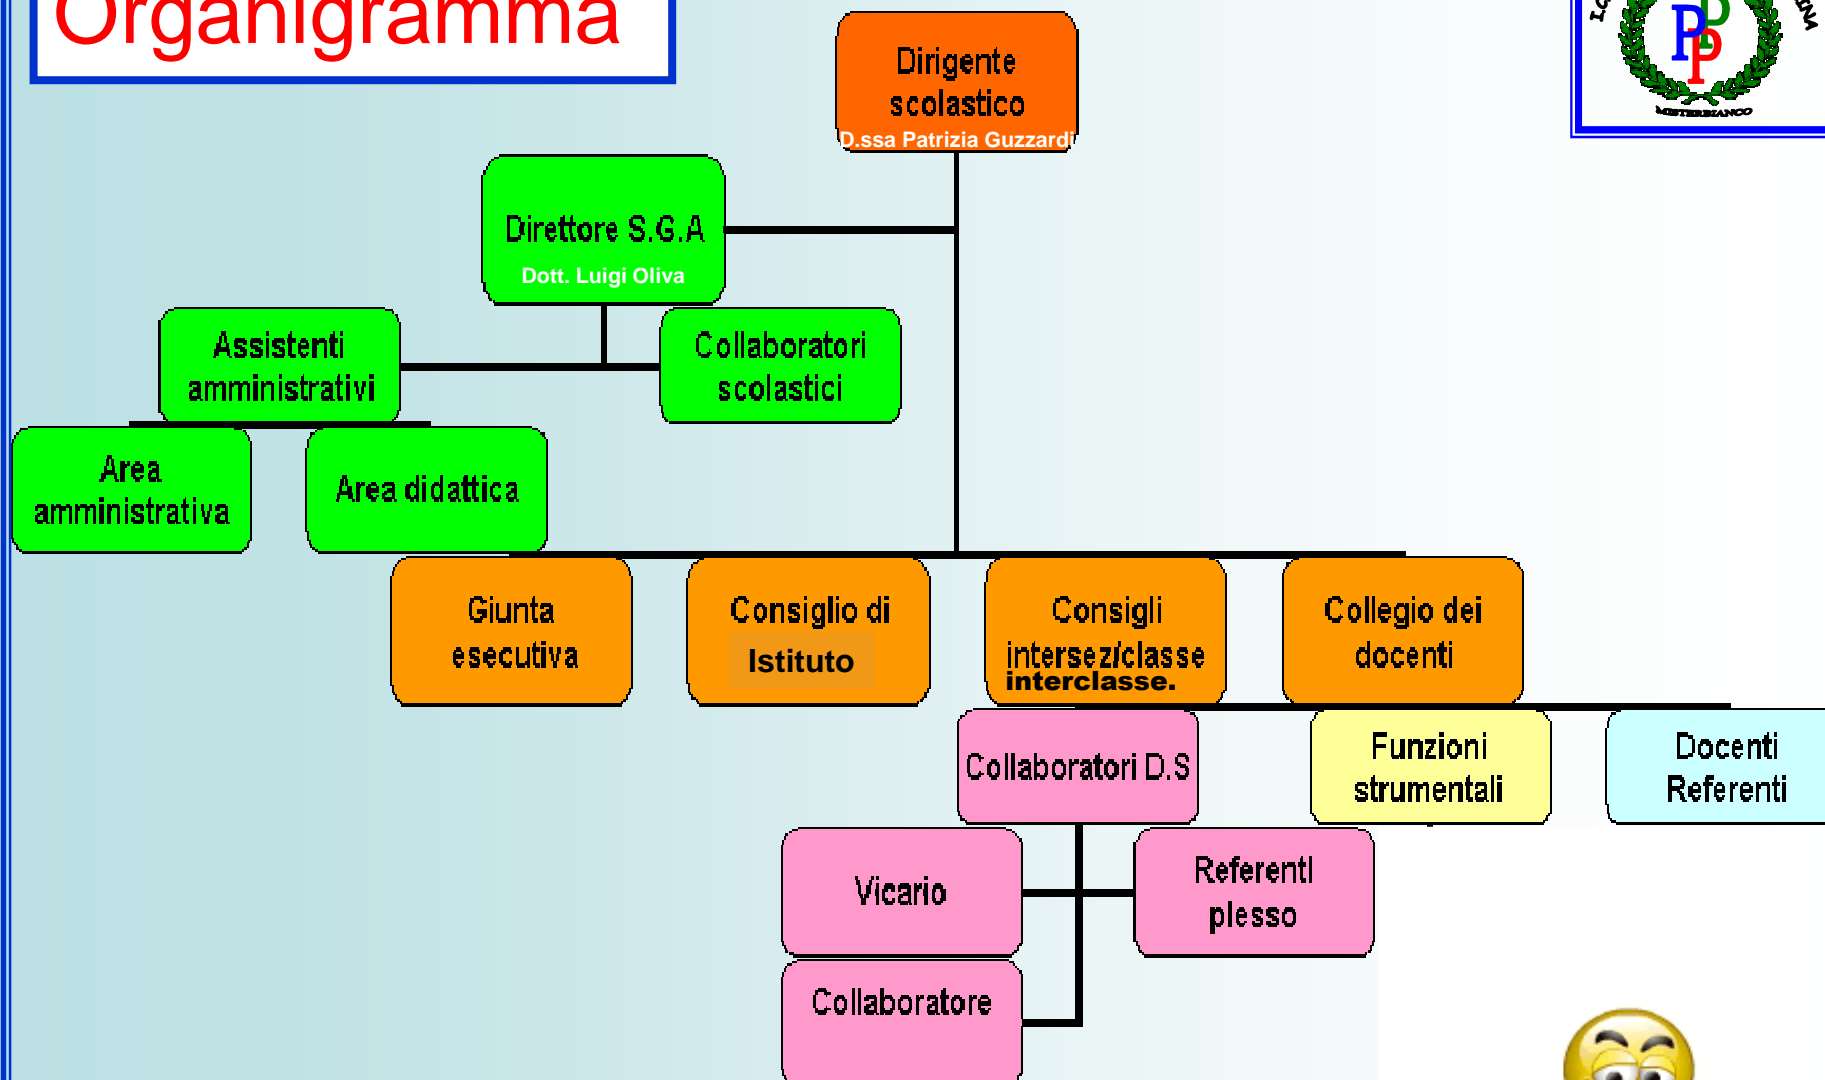 Organigramma
Dirigente
scolastico
D.ssa Patrizia Guzzardi
MISTERBIANCO
Direttore S.G.A
Dott. Luigi Oliva
Assistenti
amministrativi
Collaboratori
scolastici
Area
amministrativa
Area didattica
Giunta
esecutiva
Consiglio di
Istituto
Consigli
intersez/classe
interclasse.
Collegio dei
docenti
Collaboratori D.S
Funzioni
strumentali
Docenti
Referenti
Vicario
Referenti
plesso
Collaboratore